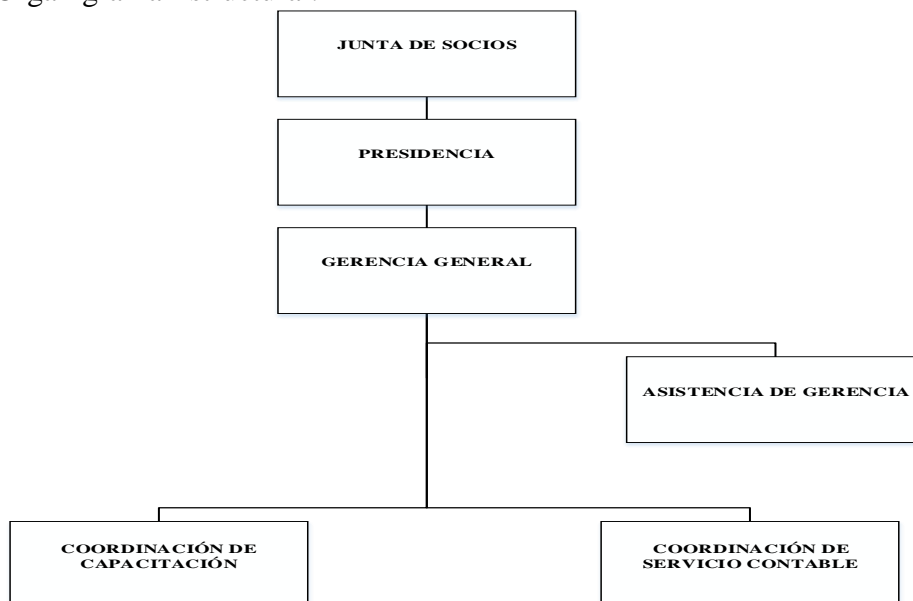 JUNTA DE SOCIOS
PRESIDENCIA
GERENCIA GENERAL
ASISTENCIA DE GERENCIA
COORDINACIÓN DE
CAPACITACIÓN
COORDINACIÓN DE
SERVICIO CONTABLE